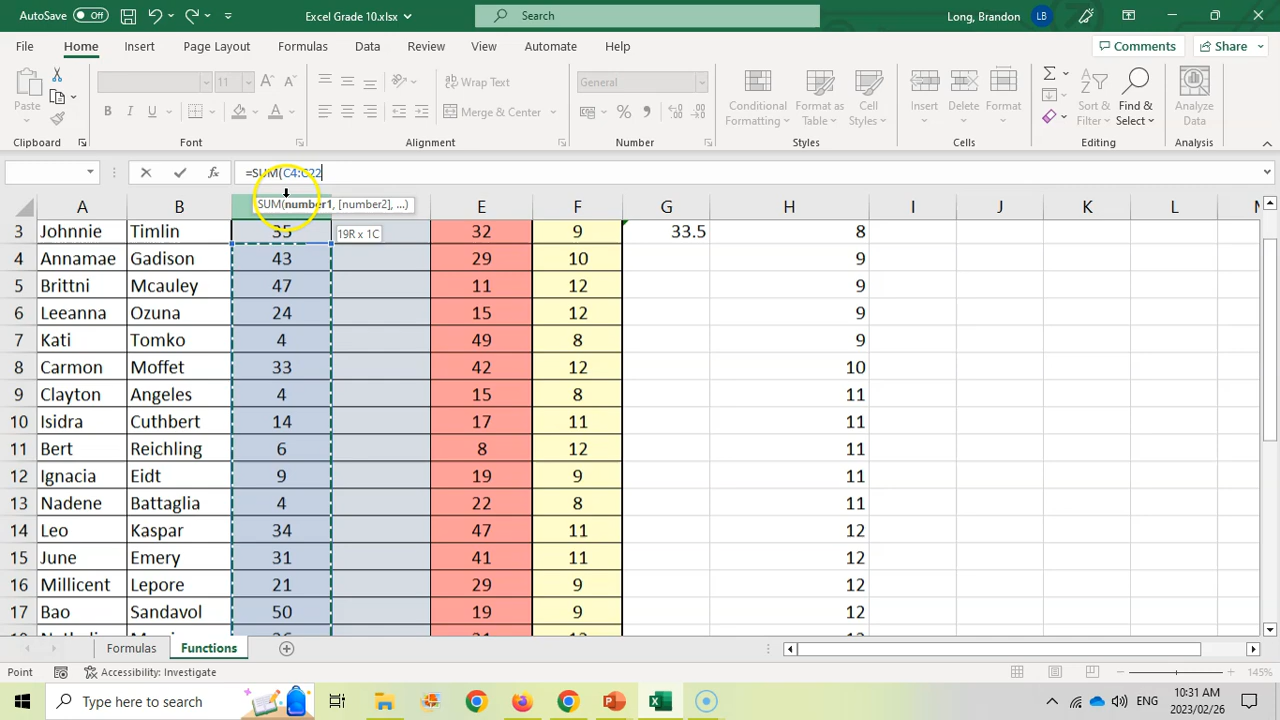 AutoSave Off Excel Grade 10.xlsx Search Long, Brandon LB
File Home Insert Page Layout Formulas Data Review View Automate Help Comments Share
Paste 11 Wrap Text General Conditional Formatting Format as Table Cell Styles Insert Delete Format Sort & Filter Find & Select Analyze Data
B I U A Merge & Center
Clipboard Font Alignment Number Styles Cells Editing Analysis
fx =SUM(C4:C22
SUM(number1, [number2], ...)
A B E F G H I J K L M
3 Johnnie Timlin 35 19R x 1C 32 9 33.5 8
4 Annamae Gadison 43 29 10 9
5 Brittni Mcauley 47 11 12 9
6 Leeanna Ozuna 24 15 12 9
7 Kati Tomko 4 49 8 9
8 Carmon Moffet 33 42 12 10
9 Clayton Angeles 4 15 8 11
10 Isidra Cuthbert 14 17 11 11
11 Bert Reichling 6 8 12 11
12 Ignacia Eidt 9 19 9 11
13 Nadene Battaglia 4 22 8 11
14 Leo Kaspar 34 47 11 12
15 June Emery 31 41 11 12
16 Millicent Lepore 21 29 9 12
17 Bao Sandavol 50 19 9 12
Formulas Functions
Point Accessibility: Investigate 145%
Type here to search ENG 10:31 AM
2023/02/26